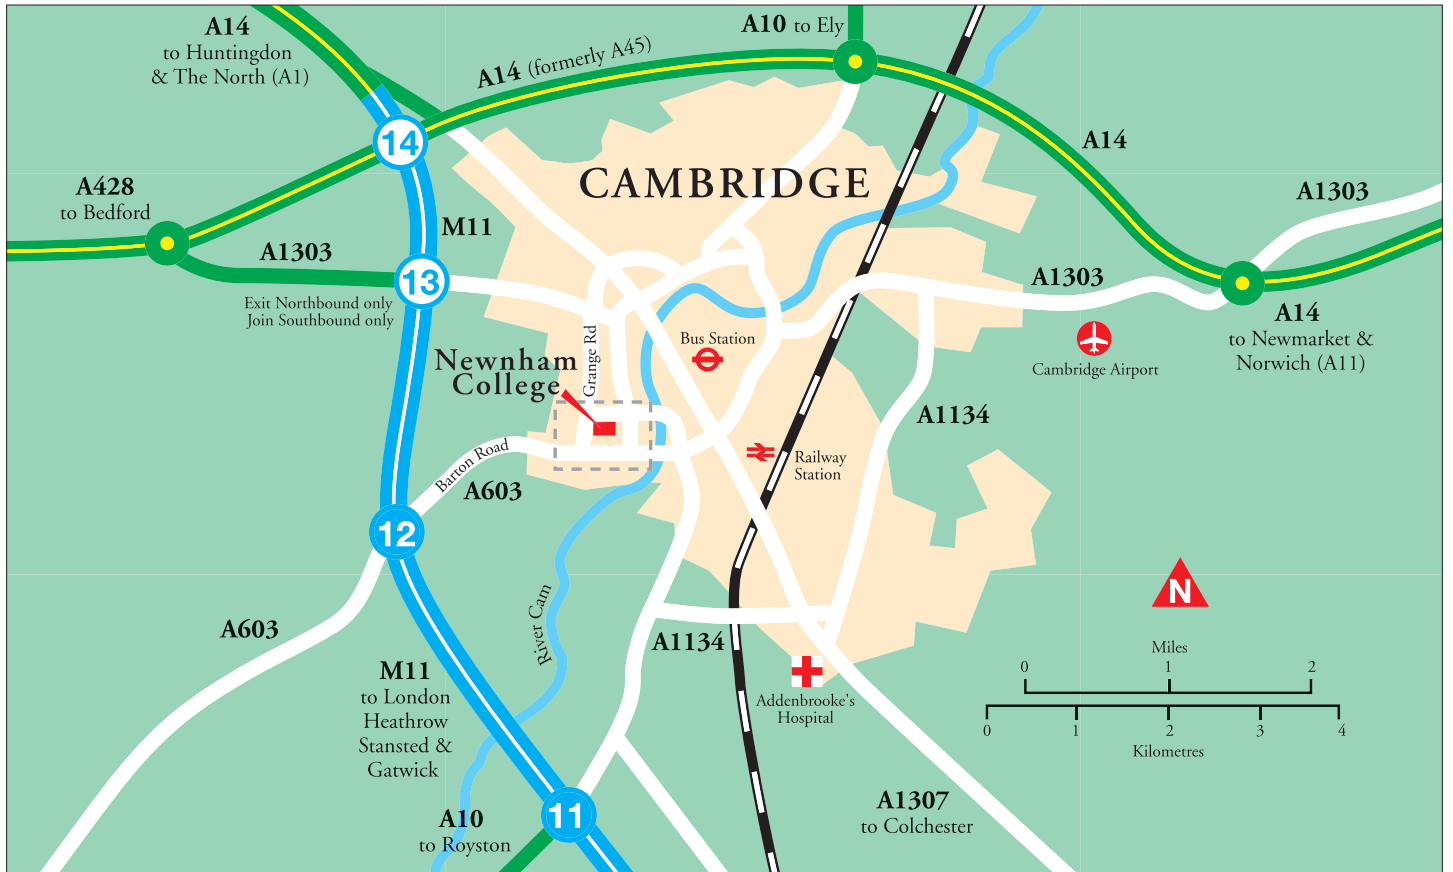 A14
to Huntingdon
& The North (A1)
A14 (formerly A45)
A10 to Ely
A14
A428
to Bedford
A1303
M11
CAMBRIDGE
A1303
A1303
14
13
Exit Northbound only
Join Southbound only
A14
to Newmarket &
Norwich (A11)
Cambridge Airport
Bus Station
Grange Rd
Newnham
College
A1134
Railway
Station
Barton Road
A603
12
N
River Cam
A603
A1134
Miles
0 1 2
0 1 2 3 4
Kilometres
M11
to London
Heathrow
Stansted &
Gatwick
Addenbrooke's
Hospital
11
A10
to Royston
A1307
to Colchester